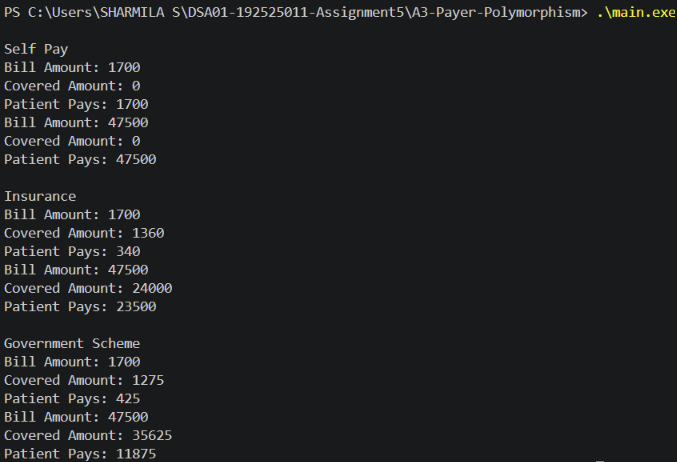 PS C:\Users\SHARMILA S\DSA01-192525011-Assignment5\A3-Payer-Polymorphism> .\main.exe
Self Pay
Bill Amount: 1700
Covered Amount: 0
Patient Pays: 1700
Bill Amount: 47500
Covered Amount: 0
Patient Pays: 47500
Insurance
Bill Amount: 1700
Covered Amount: 1360
Patient Pays: 340
Bill Amount: 47500
Covered Amount: 24000
Patient Pays: 23500
Government Scheme
Bill Amount: 1700
Covered Amount: 1275
Patient Pays: 425
Bill Amount: 47500
Covered Amount: 35625
Patient Pays: 11875